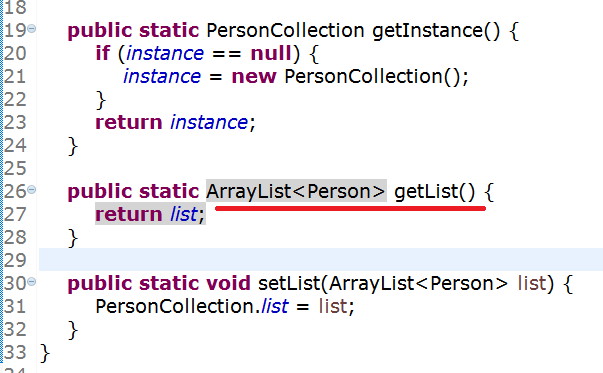 18
19 public static PersonCollection getInstance() {
20 if (instance == null) {
21 instance = new PersonCollection();
22 }
23 return instance;
24 }
25
26 public static ArrayList<Person> getList() {
27 return list;
28 }
29
30 public static void setList(ArrayList<Person> list) {
31 PersonCollection.list = list;
32 }
33 }